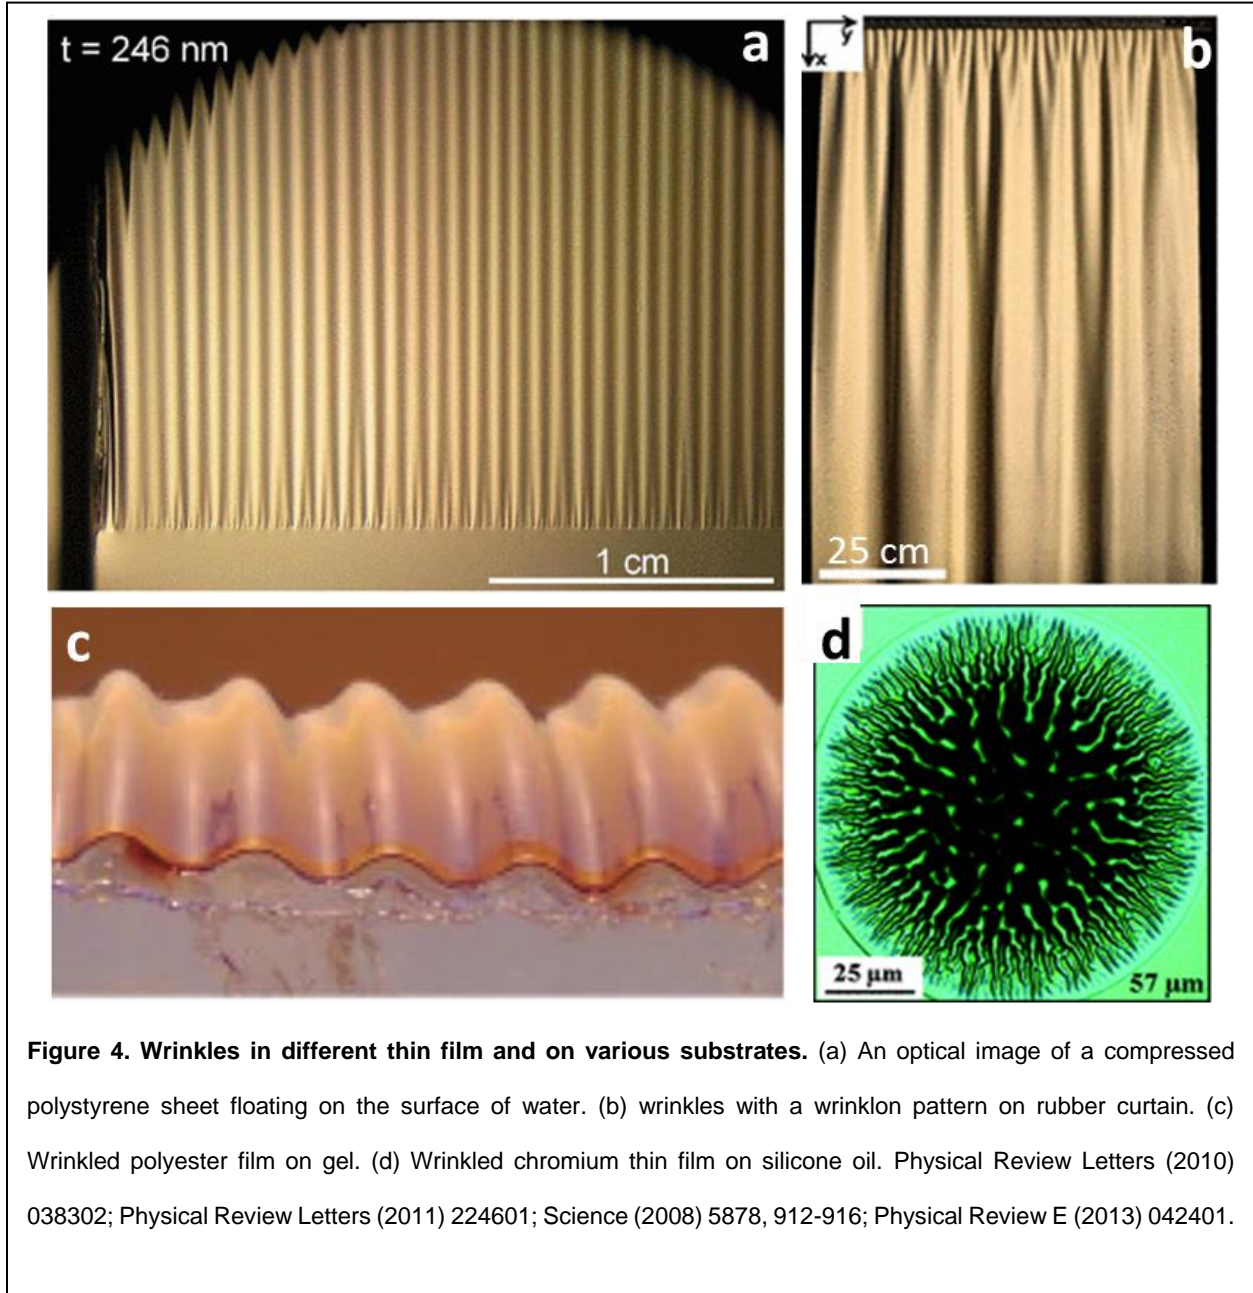 t = 246 nm
a
1 cm
y
x
b
25 cm
c
d
25 µm
57 µm
Figure 4. Wrinkles in different thin film and on various substrates. (a) An optical image of a compressed
polystyrene sheet floating on the surface of water. (b) wrinkles with a wrinklon pattern on rubber curtain. (c)
Wrinkled polyester film on gel. (d) Wrinkled chromium thin film on silicone oil. Physical Review Letters (2010)
038302; Physical Review Letters (2011) 224601; Science (2008) 5878, 912-916; Physical Review E (2013) 042401.